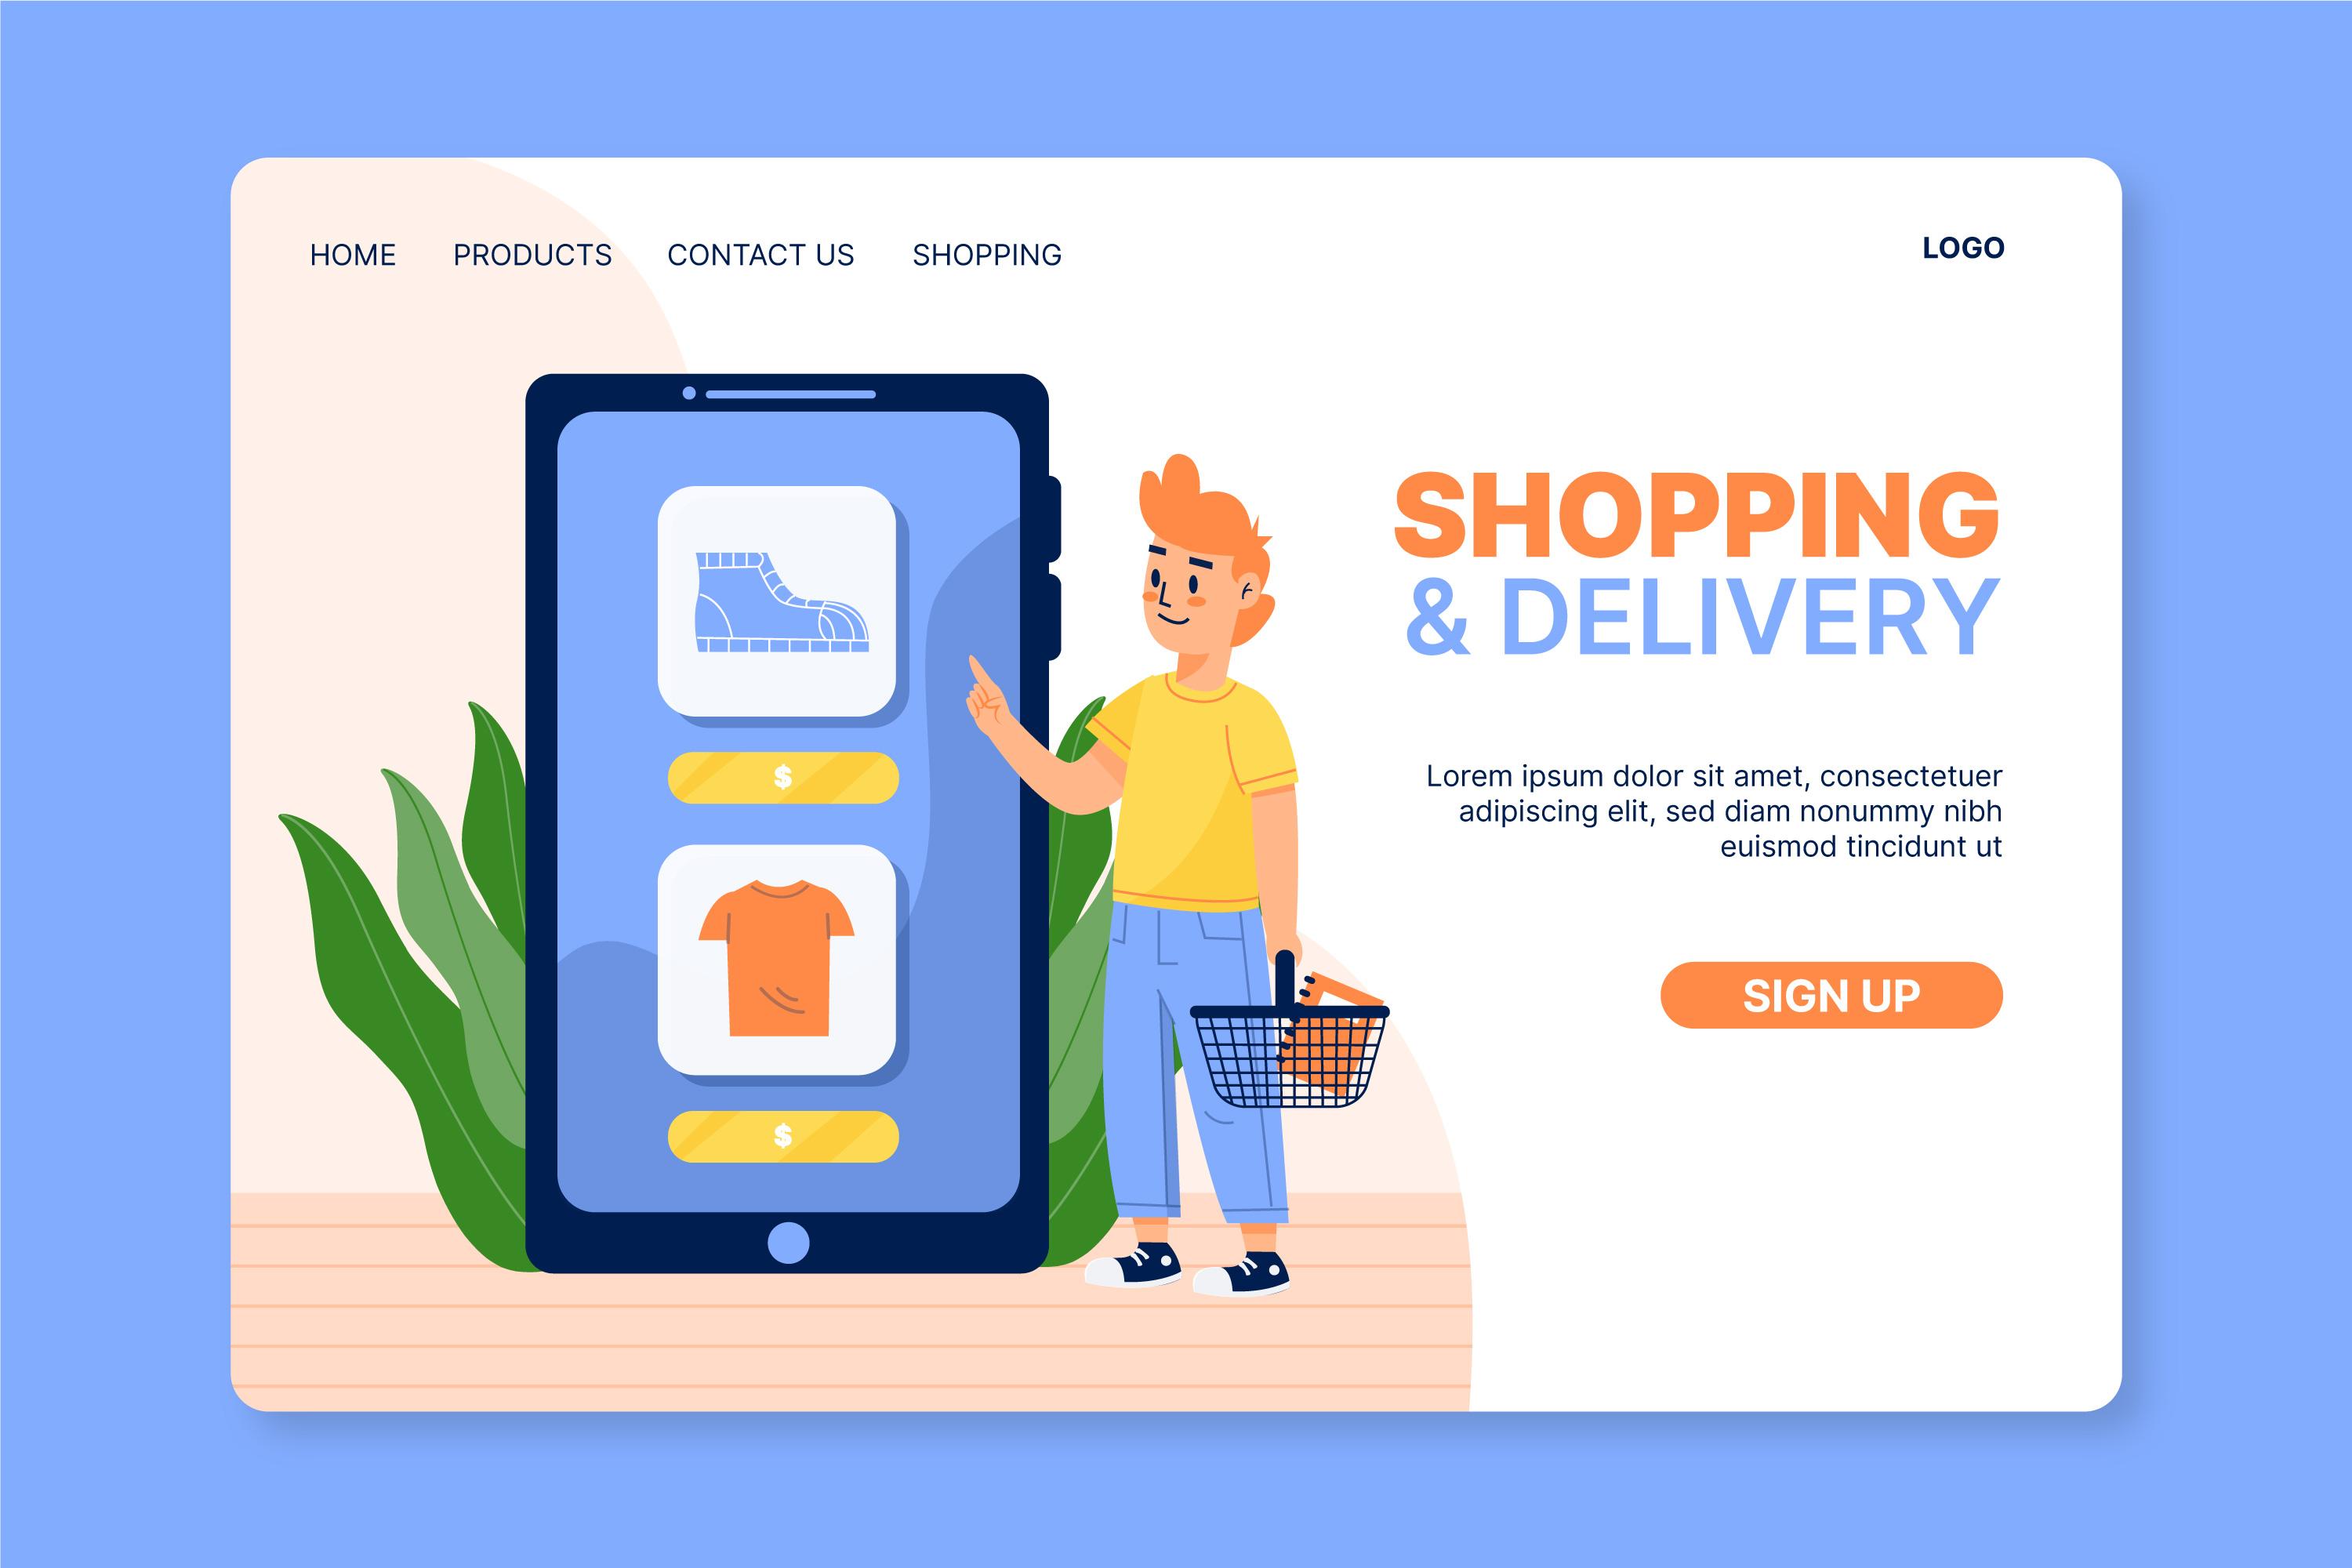 HOME PRODUCTS CONTACT US SHOPPING LOGO
SHOPPING
& DELIVERY
Lorem ipsum dolor sit amet, consectetuer
adipiscing elit, sed diam nonummy nibh
euismod tincidunt ut
SIGN UP
$
$